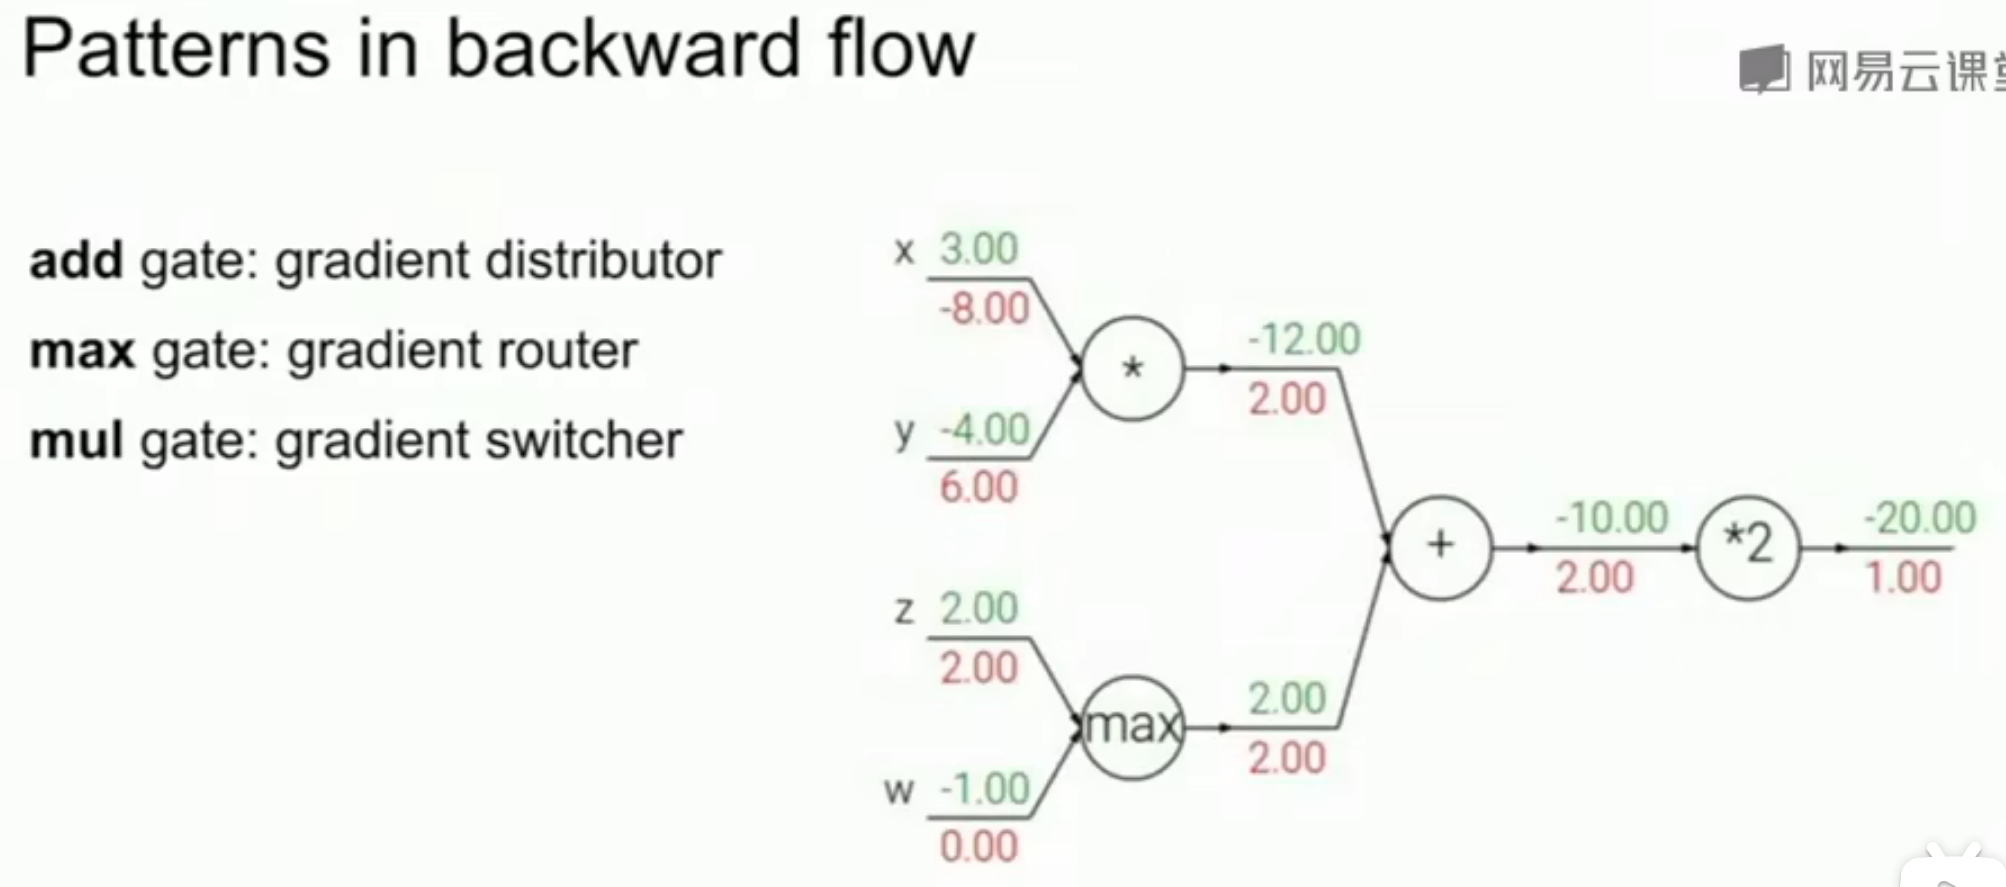 Patterns in backward flow
网易云课堂
add gate: gradient distributor
max gate: gradient router
mul gate: gradient switcher
x 3.00
-8.00
*
-12.00
2.00
y -4.00
6.00
+
-10.00
2.00
*2
-20.00
1.00
z 2.00
2.00
max
2.00
2.00
w -1.00
0.00